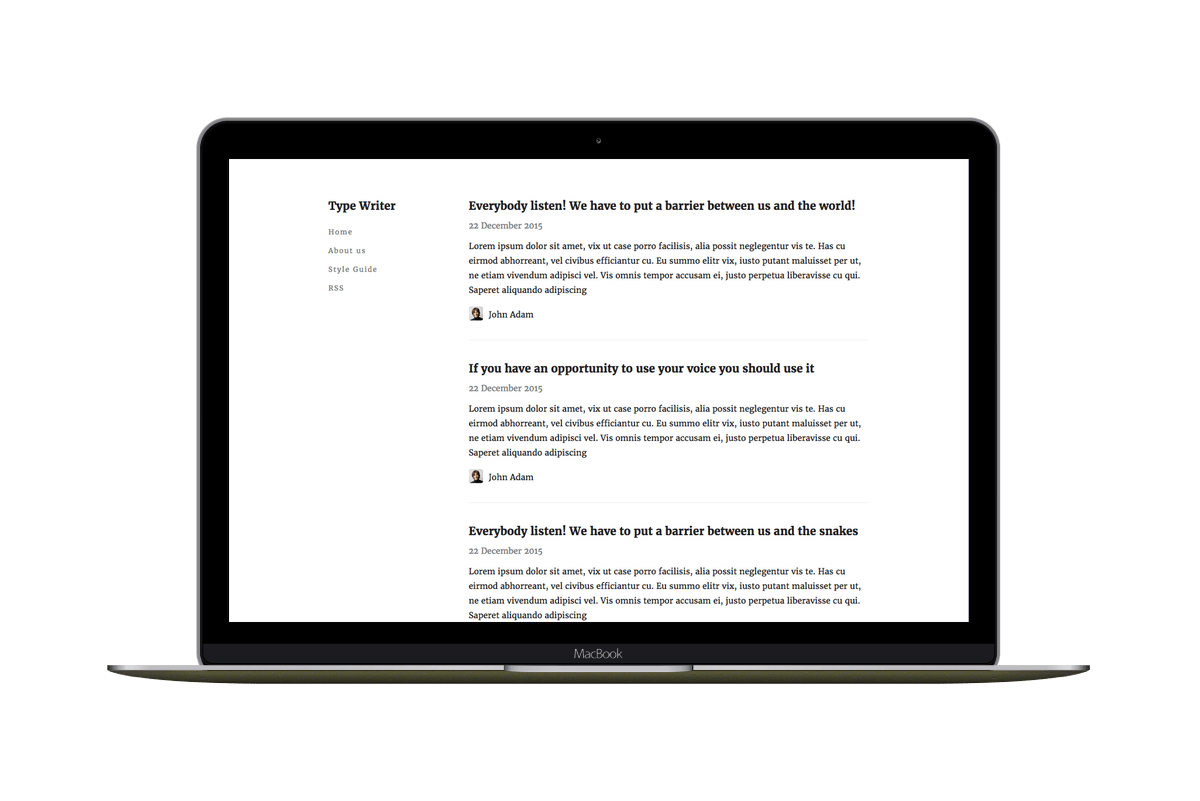 Type Writer
Home
About us
Style Guide
RSS
Everybody listen! We have to put a barrier between us and the world!
22 December 2015
Lorem ipsum dolor sit amet, vix ut case porro facilisis, alia possit neglegentur vis te. Has cu
eirmod abhorreant, vel civibus efficiantur cu. Eu summo elitr vix, iusto putant maluisset per ut,
ne etiam vivendum adipisci vel. Vis omnis tempor accusam ei, justo perpetua liberavisse cu qui.
Saperet aliquando adipiscing
John Adam
If you have an opportunity to use your voice you should use it
22 December 2015
Lorem ipsum dolor sit amet, vix ut case porro facilisis, alia possit neglegentur vis te. Has cu
eirmod abhorreant, vel civibus efficiantur cu. Eu summo elitr vix, iusto putant maluisset per ut,
ne etiam vivendum adipisci vel. Vis omnis tempor accusam ei, justo perpetua liberavisse cu qui.
Saperet aliquando adipiscing
John Adam
Everybody listen! We have to put a barrier between us and the snakes
22 December 2015
Lorem ipsum dolor sit amet, vix ut case porro facilisis, alia possit neglegentur vis te. Has cu
eirmod abhorreant, vel civibus efficiantur cu. Eu summo elitr vix, iusto putant maluisset per ut,
ne etiam vivendum adipisci vel. Vis omnis tempor accusam ei, justo perpetua liberavisse cu qui.
Saperet aliquando adipiscing
MacBook